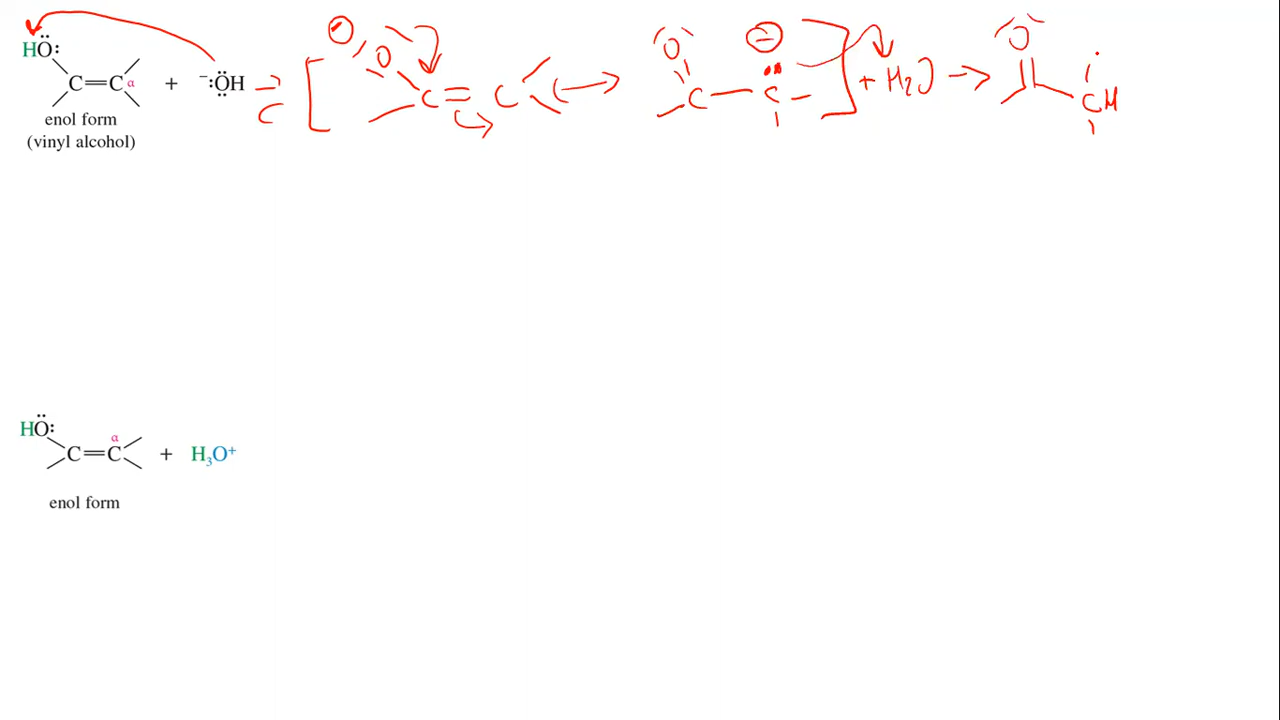 HÖ: C=C α + ⁻:ÖH → [ ⊖ O C=C ⟷ O C–C ⊖ ] + H2O → O CH
enol form
(vinyl alcohol)
HÖ: C=C α + H₃O⁺
enol form